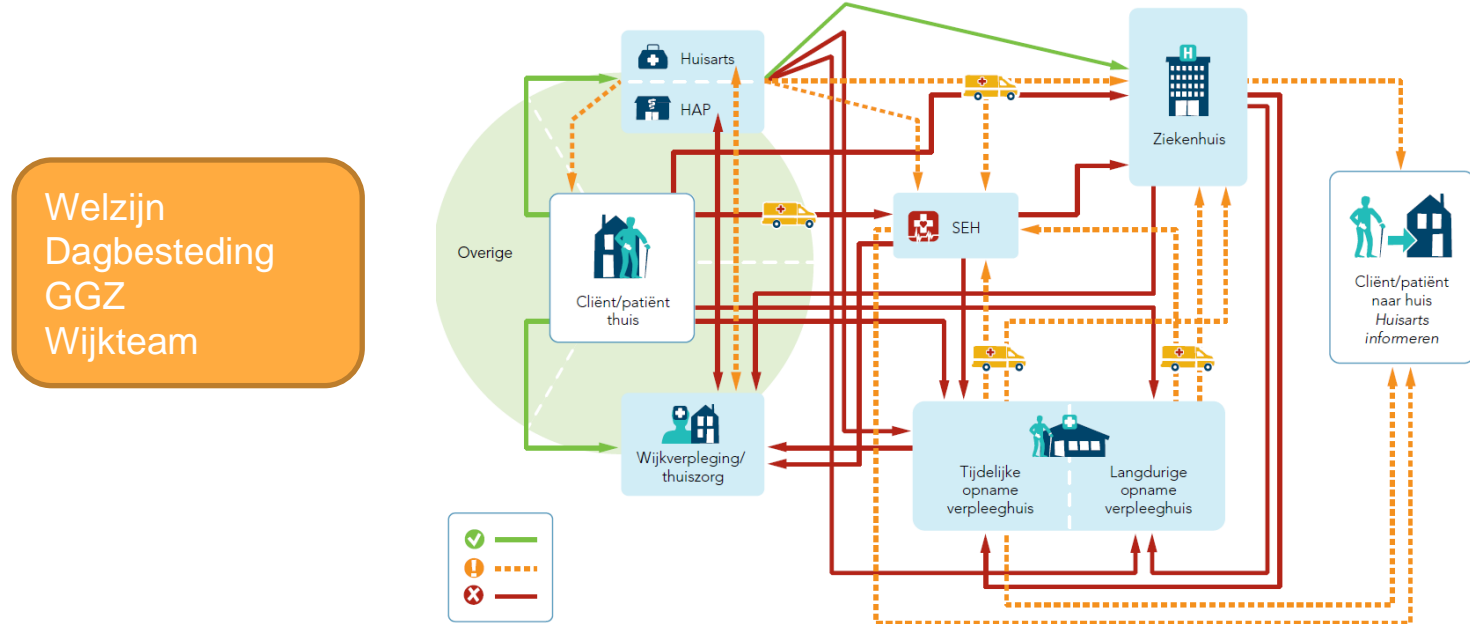 Welzijn
Dagbesteding
GGZ
Wijkteam
Huisarts
HAP
Overige
Cliënt/patiënt
thuis
Wijkverpleging/
thuiszorg
SEH
H
Ziekenhuis
Tijdelijke
opname
verpleeghuis
Langdurige
opname
verpleeghuis
Cliënt/patiënt
naar huis
Huisarts
informeren